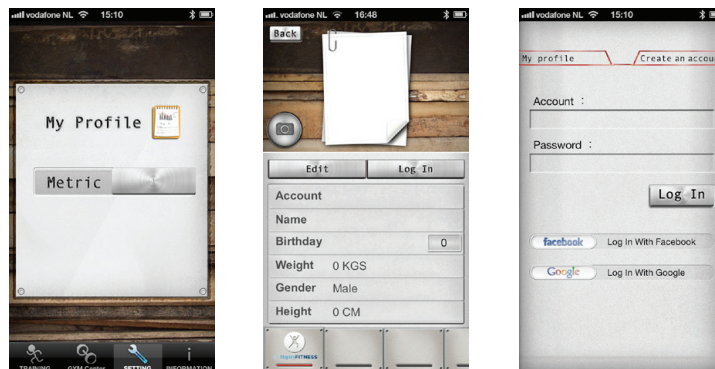 vodafone NL 15:10
My Profile
Metric
TRAINING GYM Center SETTING INFORMATION
vodafone NL 16:48
Back
Edit Log In
Account
Name
Birthday 0
Weight 0 KGS
Gender Male
Height 0 CM
FITNESS
vodafone NL 15:10
My profile Create an accou
Account :
Password :
Log In
facebook Log In With Facebook
Google Log In With Google